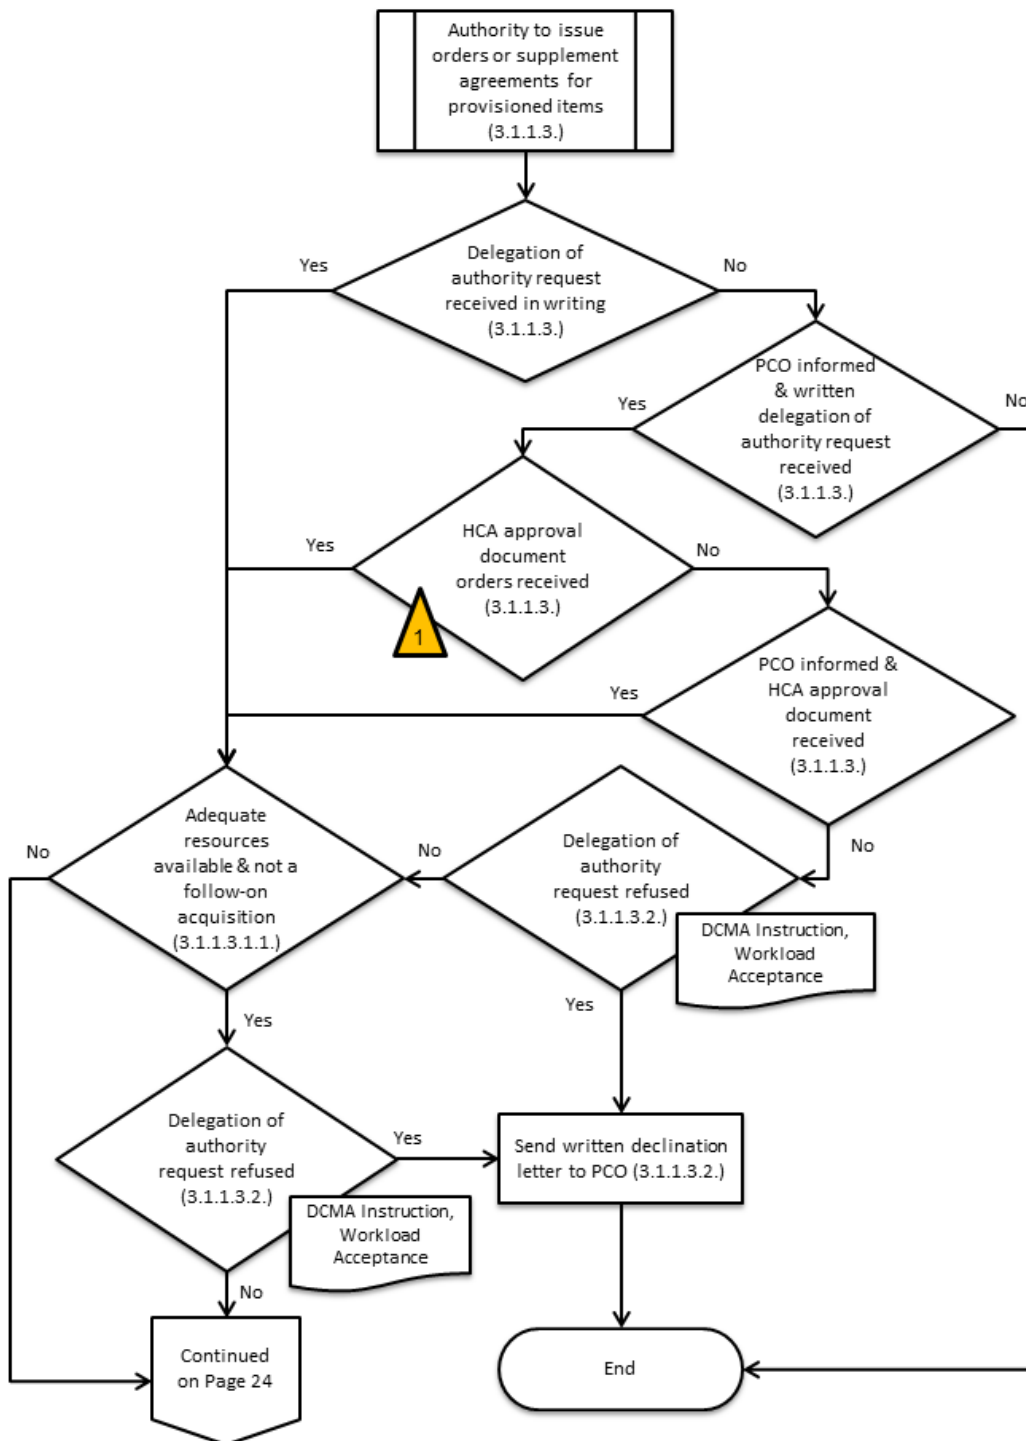 Authority to issue
orders or supplement
agreements for
provisioned items
(3.1.1.3.)
Delegation of
authority request
received in writing
(3.1.1.3.)
Yes
No
PCO informed
& written
delegation of
authority request
received
(3.1.1.3.)
Yes
No
HCA approval
document
orders received
(3.1.1.3.)
Yes
No
1
PCO informed &
HCA approval
document
received
(3.1.1.3.)
Yes
No
Adequate
resources
available & not a
follow-on
acquisition
(3.1.1.3.1.1.)
No
Yes
Delegation of
authority
request refused
(3.1.1.3.2.)
No
Yes
DCMA Instruction,
Workload
Acceptance
Delegation of
authority
request refused
(3.1.1.3.2.)
Yes
No
DCMA Instruction,
Workload
Acceptance
Send written declination
letter to PCO (3.1.1.3.2.)
Continued
on Page 24
End